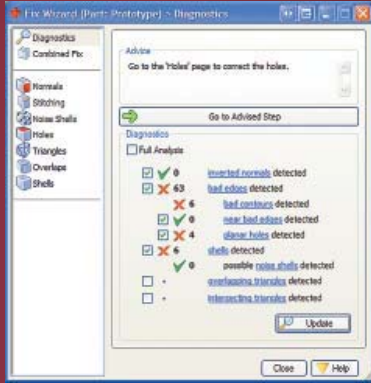 Fix Wizard (Part: Prototype) - Diagnostics
Diagnostics
Combined Fix
Normals
Stitching
Noise Shells
Holes
Triangles
Overlaps
Shells
Advice
Go to the 'Holes' page to correct the holes.
Go to Advised Step
Diagnostics
Full Analysis
0 inverted normals detected
63 bad edges detected
6 bad contours detected
0 near bad edges detected
4 planar holes detected
6 shells detected
0 possible noise shells detected
- overlapping triangles detected
- intersecting triangles detected
Update
Close Help